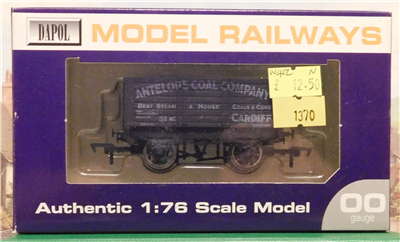 DAPOL MODEL RAILWAYS
ANTELOPE COAL COMPANY
BEST STEAM & HOUSE COALS & COKE
CARDIFF
N
12.50
1370
Authentic 1:76 Scale Model
OO
gauge